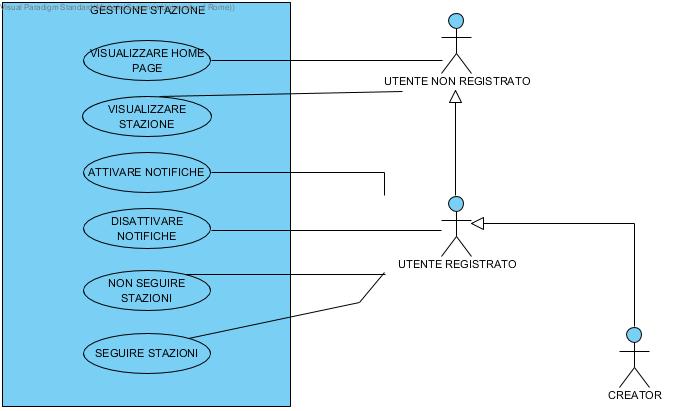 Visual Paradigm Standard
of Rome))
GESTIONE STAZIONE
VISUALIZZARE HOME
PAGE
UTENTE NON REGISTRATO
VISUALIZZARE
STAZIONE
ATTIVARE NOTIFICHE
DISATTIVARE
NOTIFICHE
UTENTE REGISTRATO
NON SEGUIRE
STAZIONI
SEGUIRE STAZIONI
CREATOR